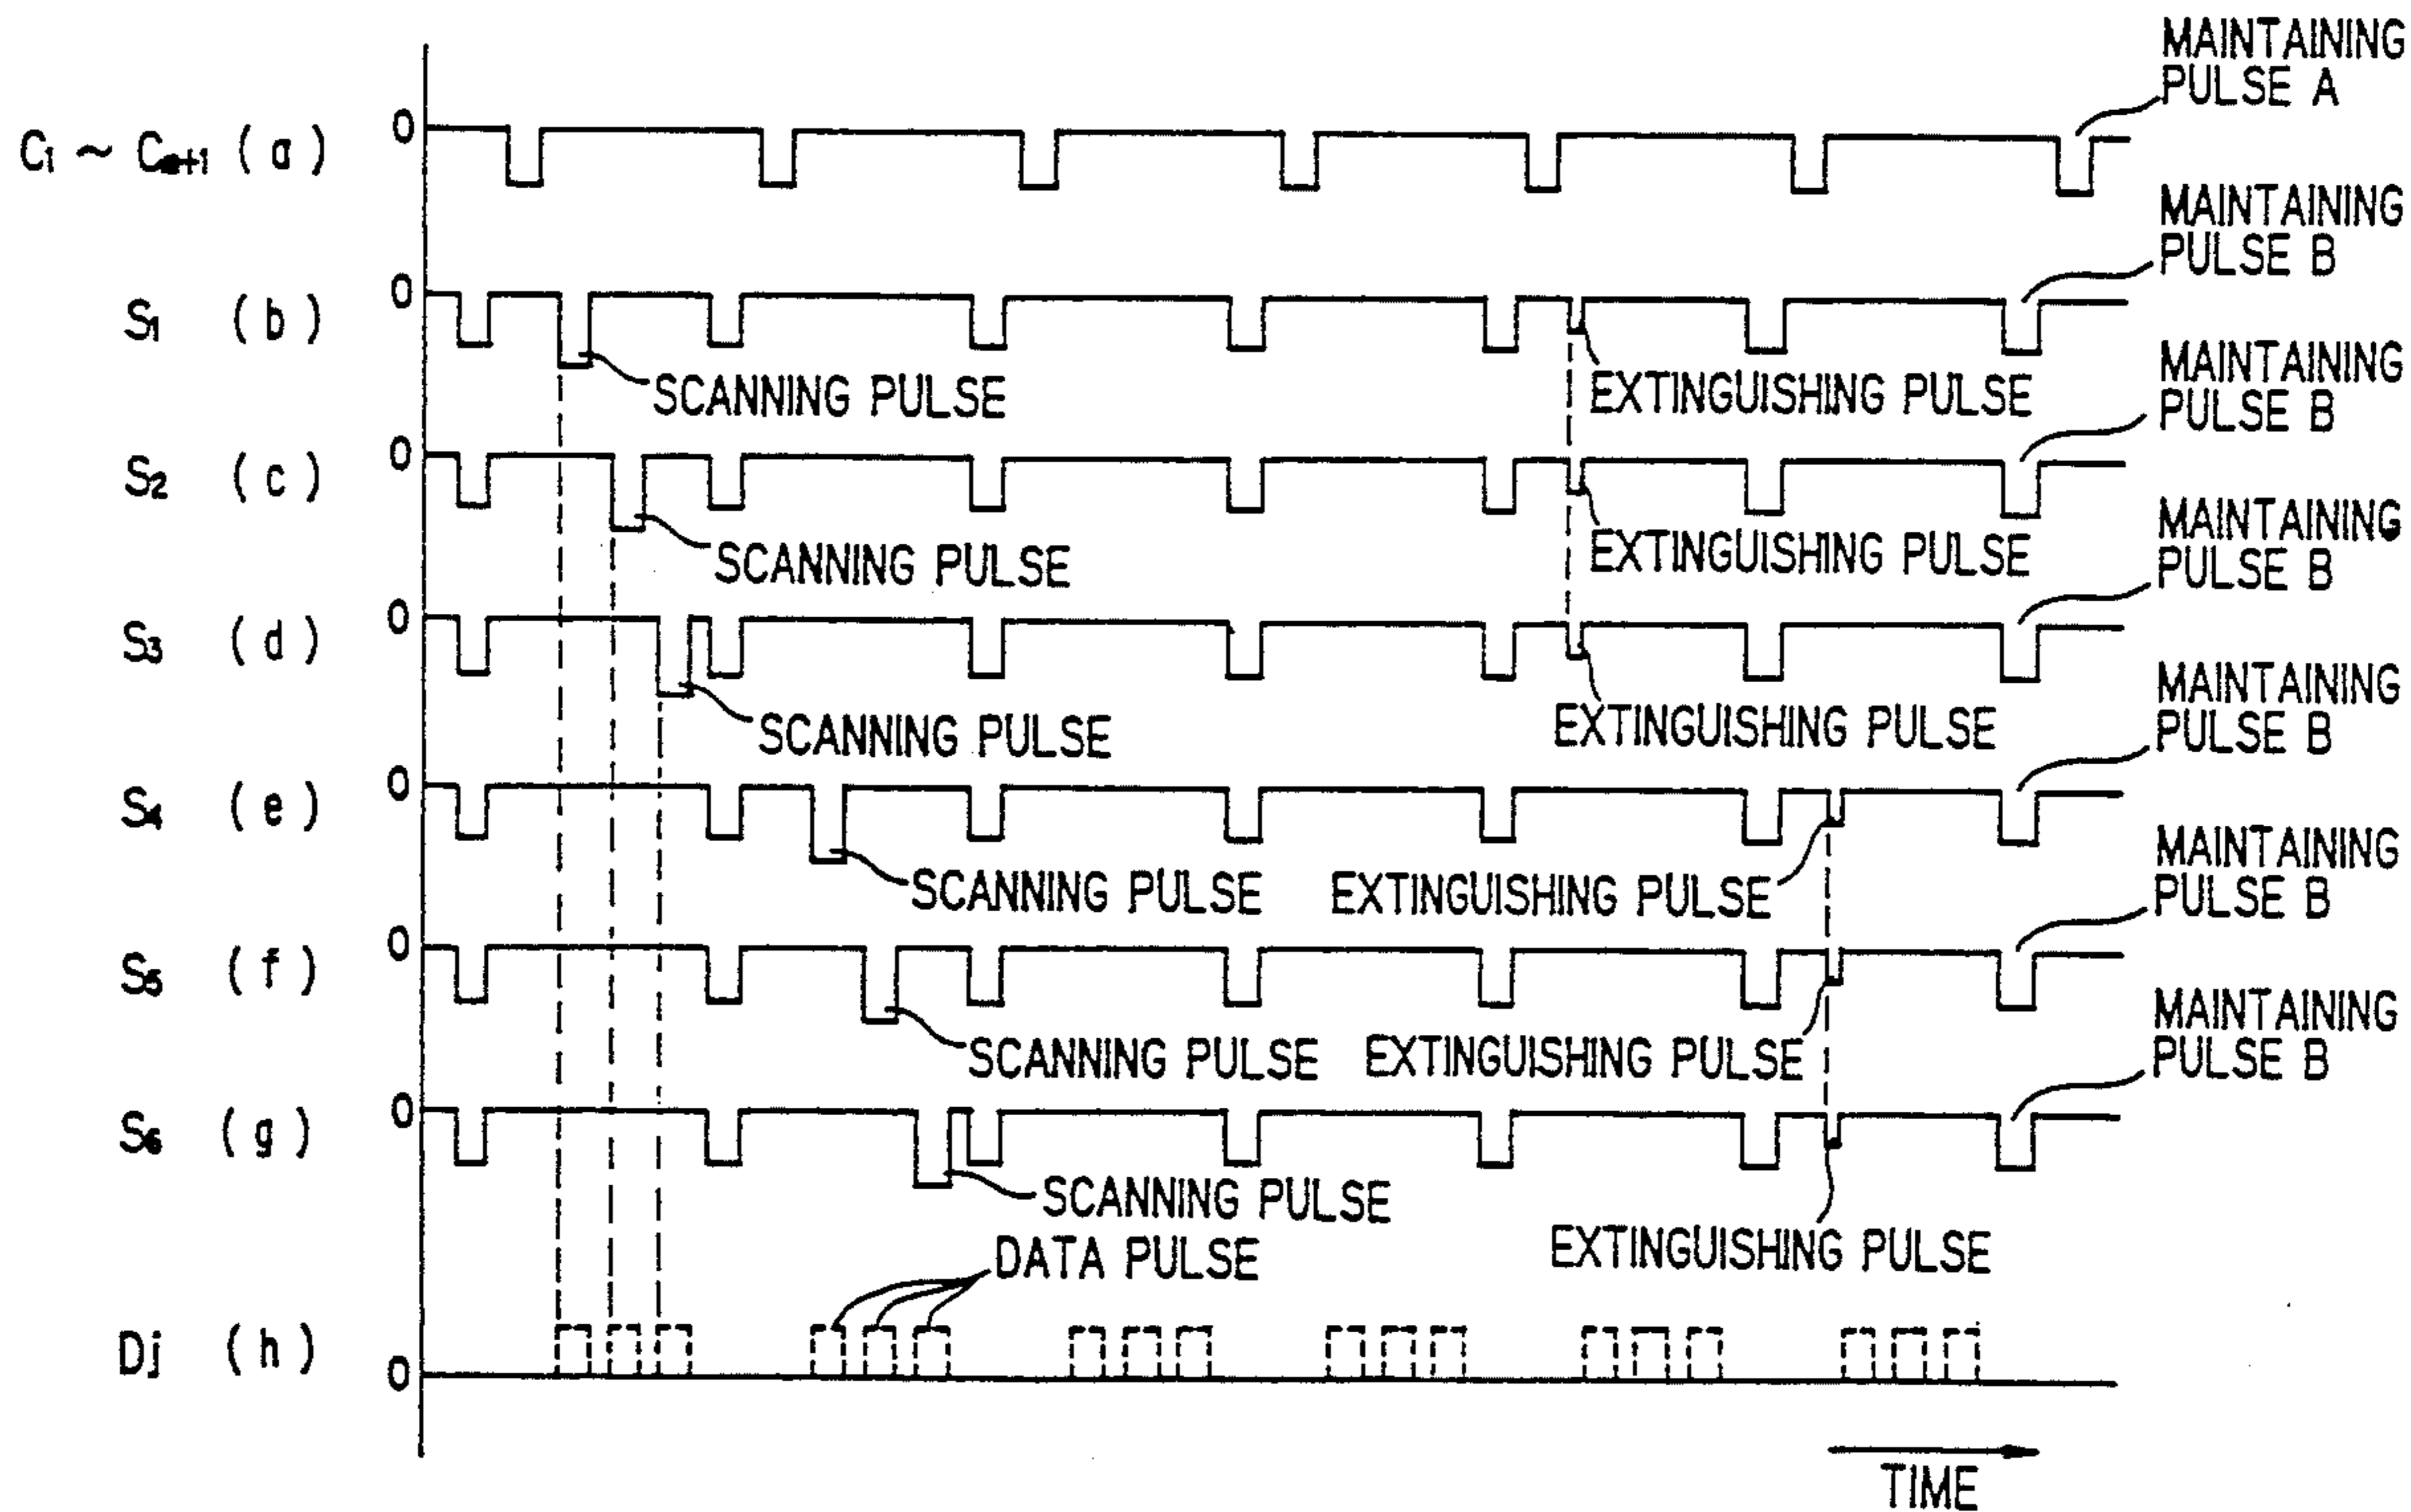 MAINTAINING
PULSE A
0
C1 ~ Cm+1 (a)
MAINTAINING
PULSE B
0
S1 (b)
SCANNING PULSE
EXTINGUISHING PULSE
MAINTAINING
PULSE B
0
S2 (c)
SCANNING PULSE
EXTINGUISHING PULSE
MAINTAINING
PULSE B
0
S3 (d)
SCANNING PULSE
EXTINGUISHING PULSE
MAINTAINING
PULSE B
0
S4 (e)
SCANNING PULSE
EXTINGUISHING PULSE
MAINTAINING
PULSE B
0
S5 (f)
SCANNING PULSE
EXTINGUISHING PULSE
MAINTAINING
PULSE B
0
S6 (g)
SCANNING PULSE
EXTINGUISHING PULSE
DATA PULSE
Dj (h)
0
TIME